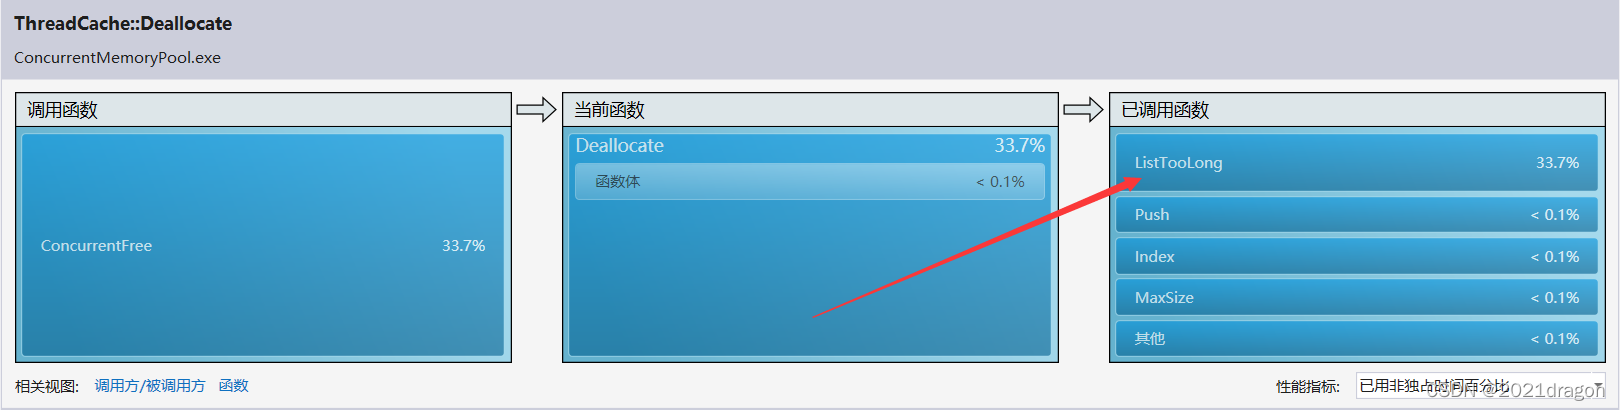 ThreadCache::Deallocate
ConcurrentMemoryPool.exe
调用函数
ConcurrentFree 33.7%
当前函数
Deallocate 33.7%
函数体 < 0.1%
已调用函数
ListTooLong 33.7%
Push < 0.1%
Index < 0.1%
MaxSize < 0.1%
其他 < 0.1%
相关视图: 调用方/被调用方 函数
性能指标: 已用非独占时间百分比
CSDN @2021dragon